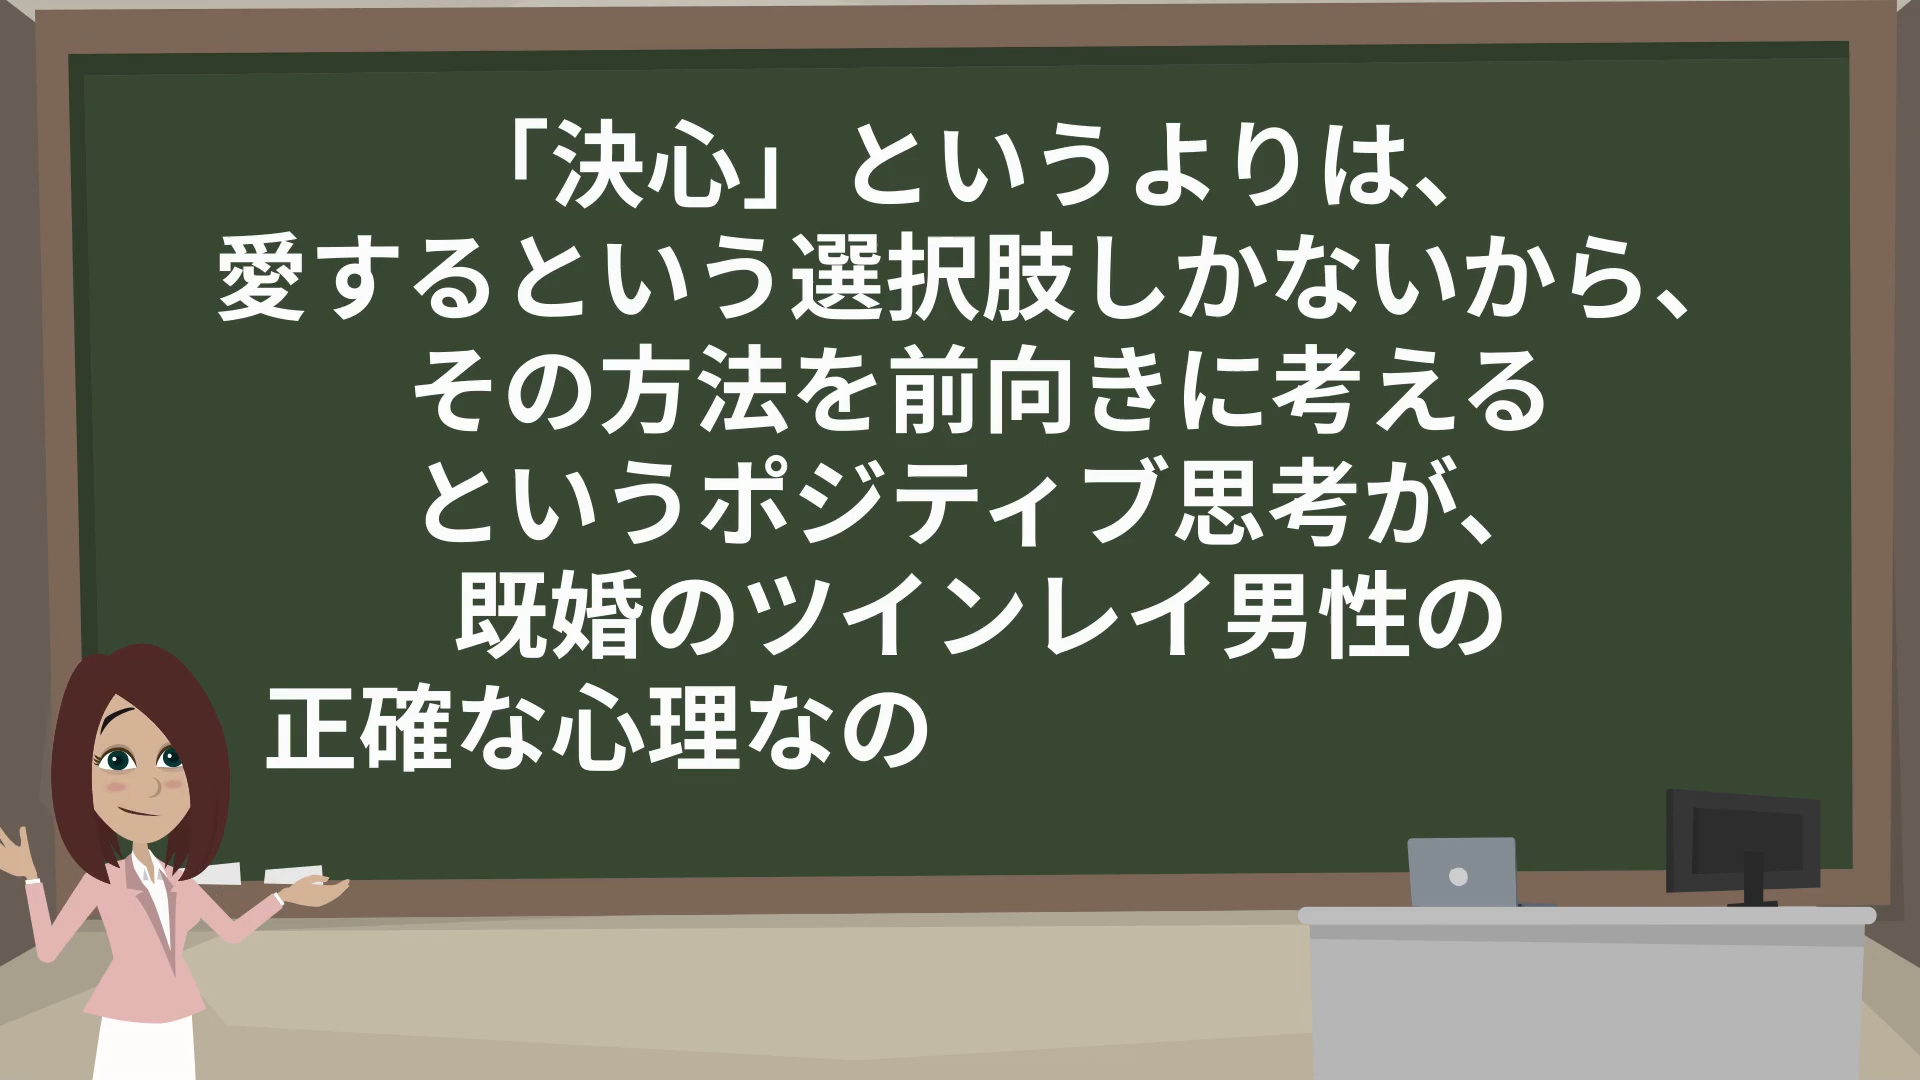 「決心」というよりは、
愛するという選択肢しかないから、
その方法を前向きに考える
というポジティブ思考が、
既婚のツインレイ男性の
正確な心理なの